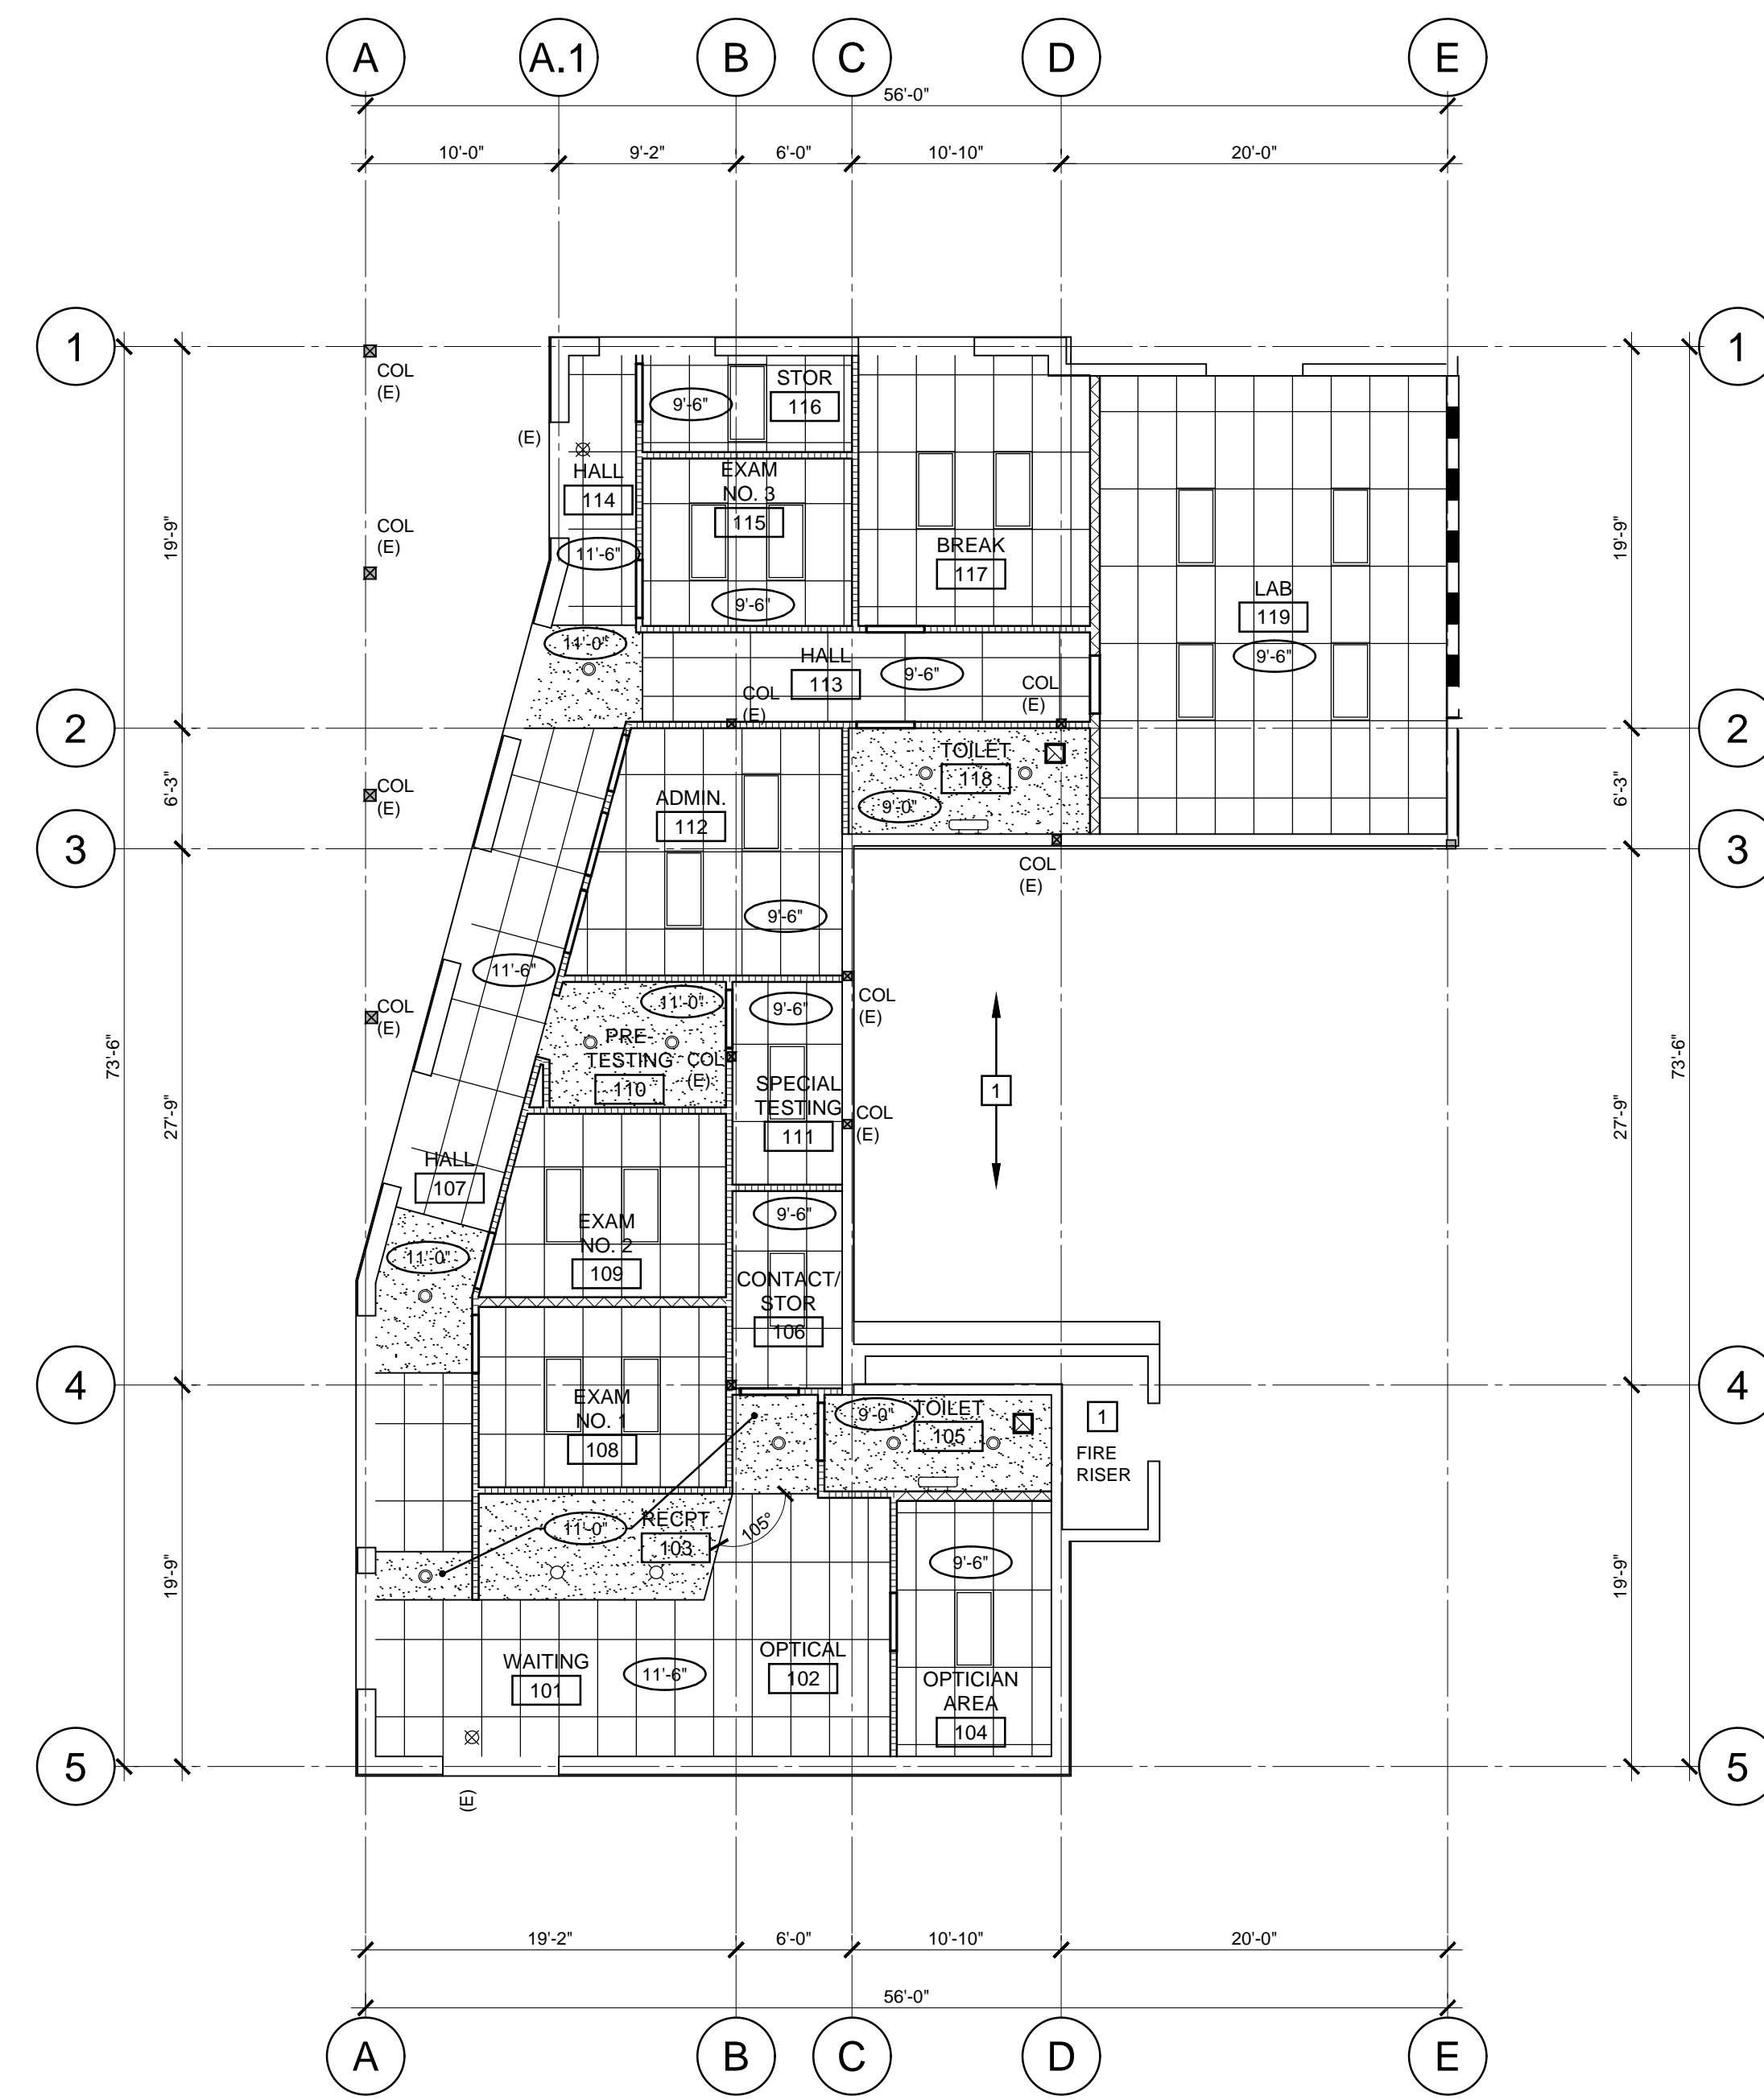 A
A.1
B
C
D
E
56'-0"
10'-0"
9'-2"
6'-0"
10'-10"
20'-0"
1
1
COL
(E)
STOR
116
9'-6"
(E)
HALL
114
EXAM
NO. 3
115
COL
(E)
11'-6"
BREAK
117
19'-9"
19'-9"
9'-6"
LAB
119
9'-6"
11'-0"
HALL
113
9'-6"
COL
(E)
COL
(E)
2
2
TOILET
118
9'-0"
ADMIN.
112
COL
(E)
6'-3"
6'-3"
3
3
COL
(E)
9'-6"
11'-6"
COL
(E)
11'-0"
9'-6"
COL
(E)
PRE-
TESTING
110
COL
(E)
SPECIAL
TESTING
111
COL
(E)
1
73'-6"
73'-6"
27'-9"
27'-9"
HALL
107
9'-6"
EXAM
NO. 2
109
11'-0"
CONTACT/
STOR
106
4
4
EXAM
NO. 1
108
9'-0"
TOILET
105
1
FIRE
RISER
11'-0"
RECPT
103
105°
9'-6"
19'-9"
19'-9"
WAITING
101
11'-6"
OPTICAL
102
OPTICIAN
AREA
104
5
5
(E)
19'-2"
6'-0"
10'-10"
20'-0"
56'-0"
A
B
C
D
E